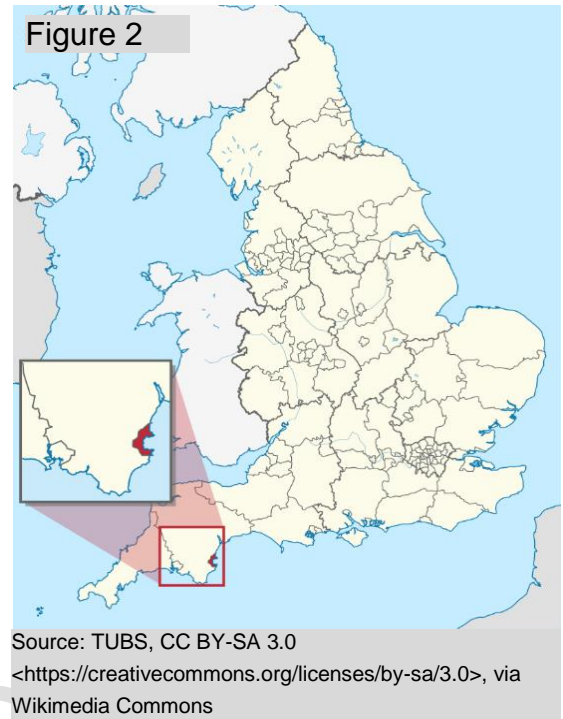 Figure 2
Source: TUBS, CC BY-SA 3.0
<https://creativecommons.org/licenses/by-sa/3.0>, via
Wikimedia Commons